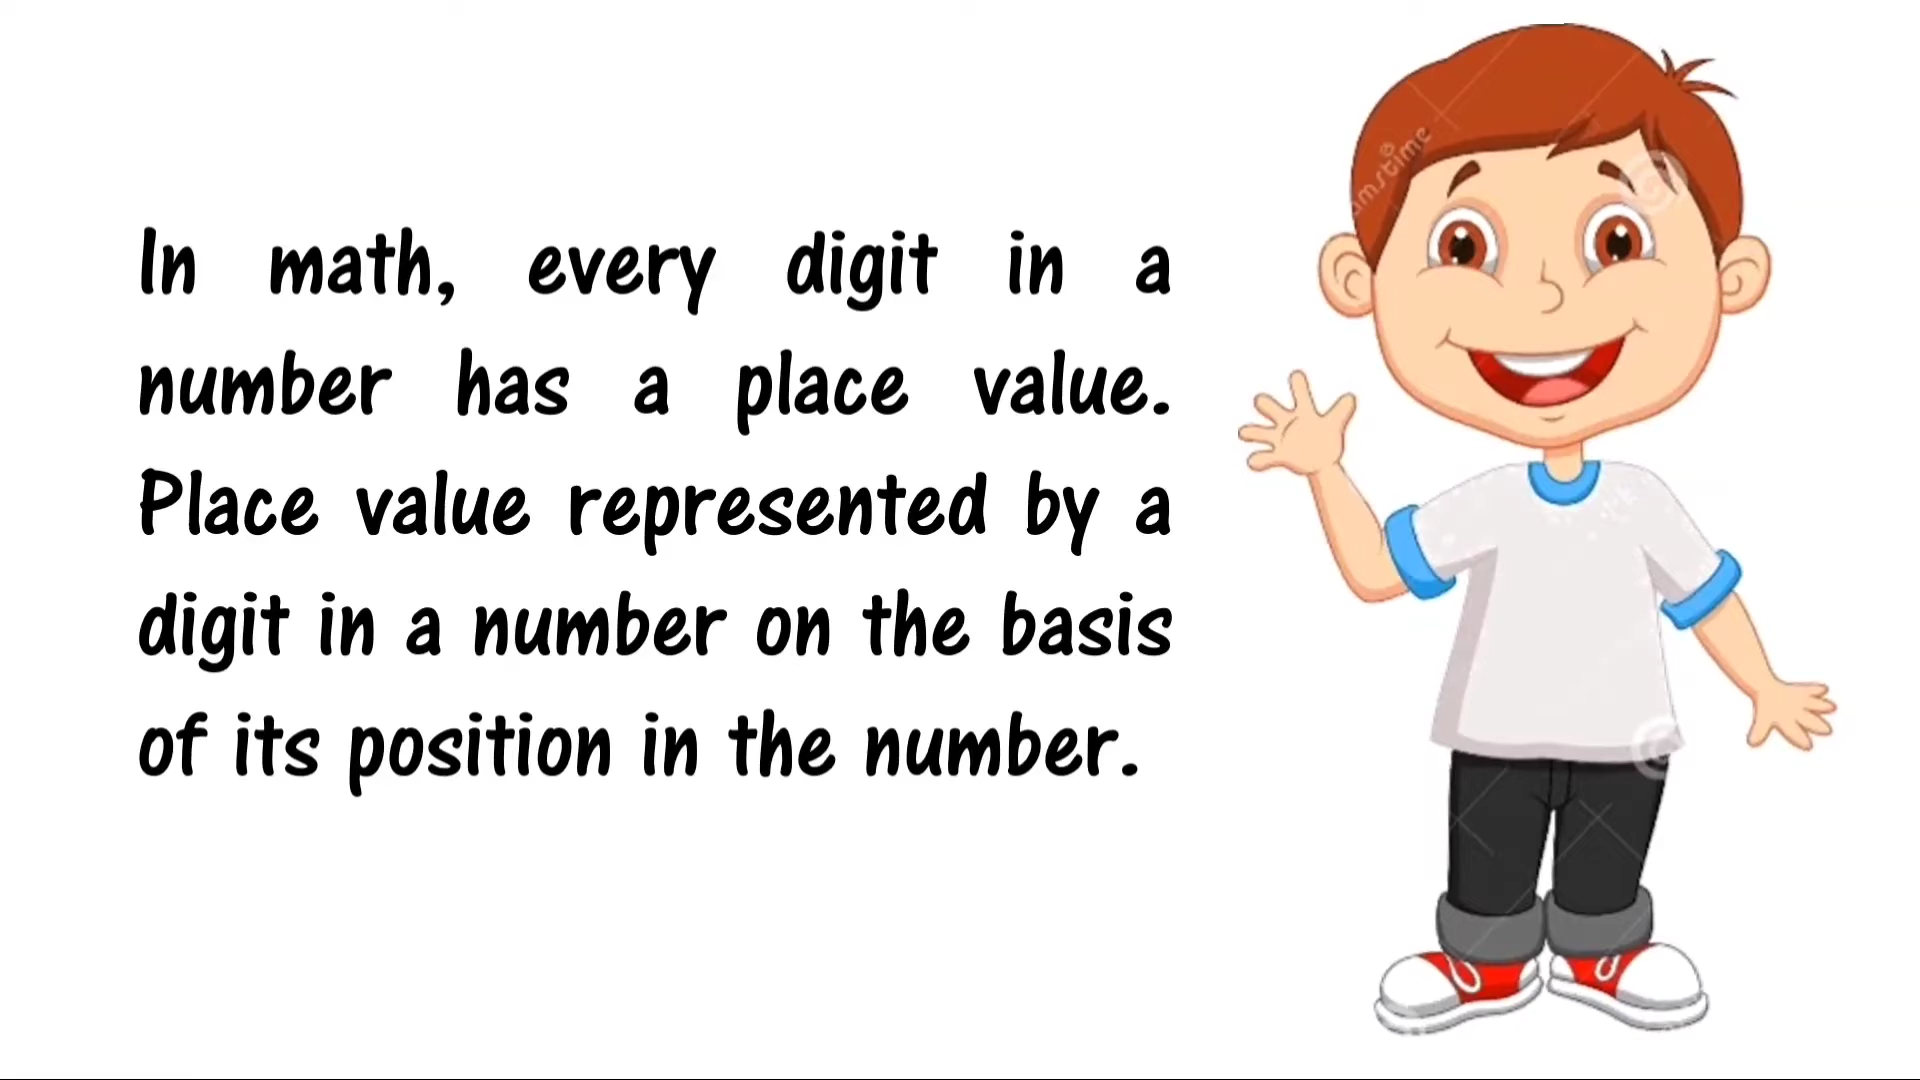 In math, every digit in a
number has a place value.
Place value represented by a
digit in a number on the basis
of its position in the number.